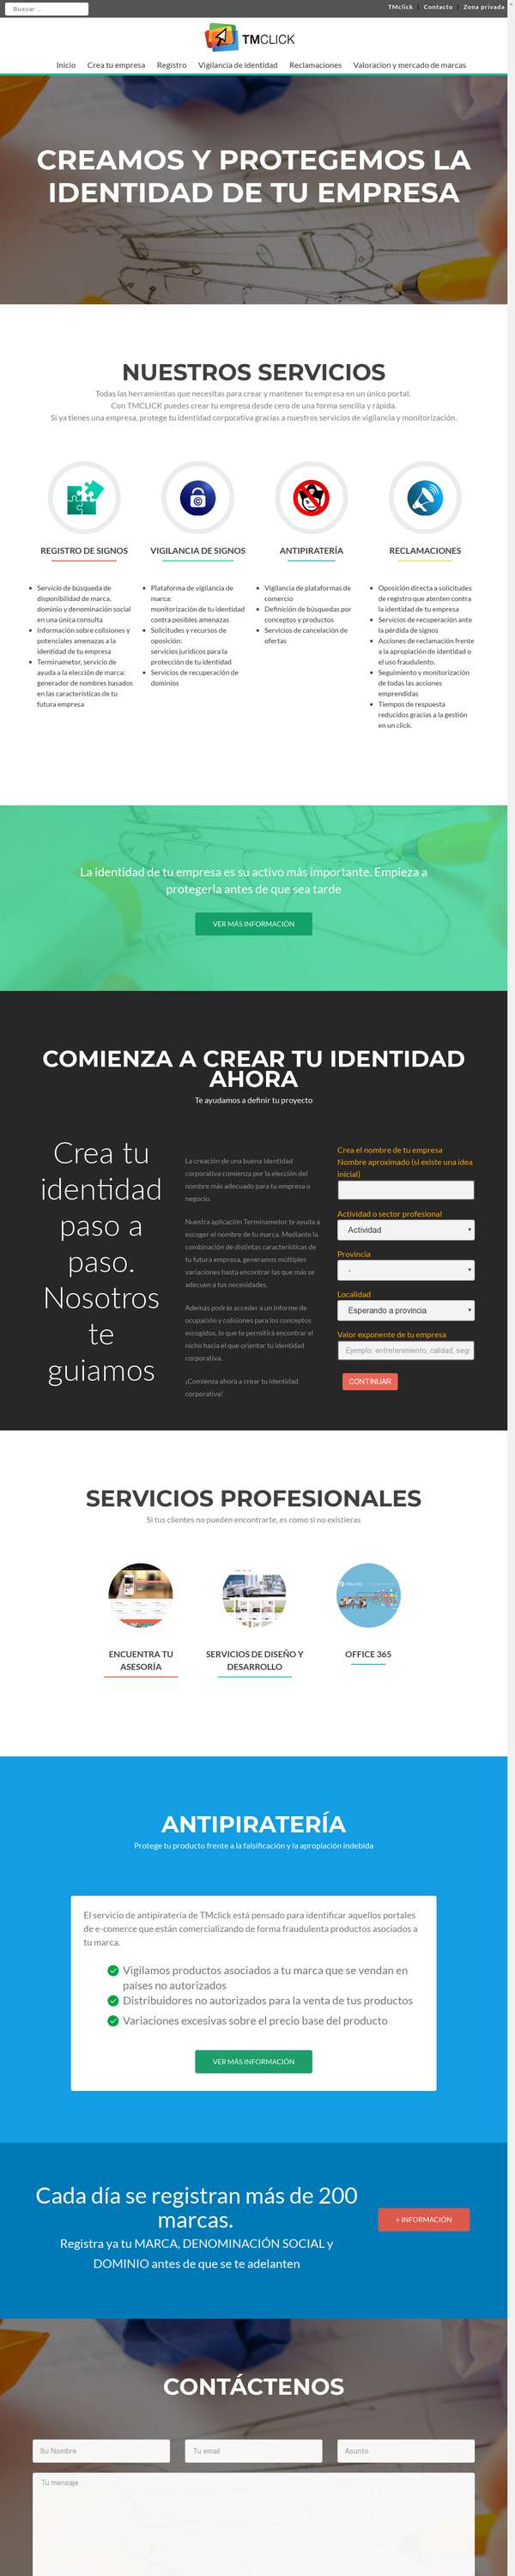 Buscar ...
TMclick | Contacto | Zona privada
TMCLICK
Inicio Crea tu empresa Registro Vigilancia de identidad Reclamaciones Valoracion y mercado de marcas
CREAMOS Y PROTEGEMOS LA
IDENTIDAD DE TU EMPRESA
NUESTROS SERVICIOS
Todas las herramientas que necesitas para crear y mantener tu empresa en un único portal.
Con TMCLICK puedes crear tu empresa desde cero de una forma sencilla y rápida.
Si ya tienes una empresa, protege tu identidad corporativa gracias a nuestros servicios de vigilancia y monitorización.
REGISTRO DE SIGNOS
Servicio de búsqueda de
disponibilidad de marca,
dominio y denominación social
en una única consulta
Información sobre colisiones y
potenciales amenazas a la
identidad de tu empresa
Terminametor, servicio de
ayuda a la elección de marca:
generador de nombres basados
en las características de tu
futura empresa
VIGILANCIA DE SIGNOS
Plataforma de vigilancia de
marca:
monitorización de tu identidad
contra posibles amenazas
Solicitudes y recursos de
oposición:
servicios jurídicos para la
protección de tu identidad
Servicios de recuperación de
dominios
ANTIPIRATERÍA
Vigilancia de plataformas de
comercio
Definición de búsquedas por
conceptos y productos
Servicios de cancelación de
ofertas
RECLAMACIONES
Oposición directa a solicitudes
de registro que atenten contra
la identidad de tu empresa
Servicios de recuperación ante
la pérdida de signos
Acciones de reclamación frente
a la apropiación de identidad o
el uso fraudulento.
Seguimiento y monitorización
de todas las acciones
emprendidas
Tiempos de respuesta
reducidos gracias a la gestión
en un click.
La identidad de tu empresa es su activo más importante. Empieza a
protegerla antes de que sea tarde
VER MÁS INFORMACIÓN
COMIENZA A CREAR TU IDENTIDAD
AHORA
Te ayudamos a definir tu proyecto
Crea tu
identidad
paso a
paso.
Nosotros
te
guiamos
La creación de una buena identidad
corporativa comienza por la elección del
nombre más adecuado para tu empresa o
negocio.
Nuestra aplicación Terminametor te ayuda a
escoger el nombre de tu marca. Mediante la
combinación de distintas características de
tu futura empresa, generamos múltiples
variaciones hasta encontrar las que más se
adecuen a tus necesidades.
Además podrás acceder a un informe de
ocupación y colisiones para los conceptos
escogidos, lo que te permitirá encontrar el
nicho hacia el que orientar tu identidad
corporativa.
¡Comienza ahora a crear tu identidad
corporativa!
Crea el nombre de tu empresa
Nombre aproximado (si existe una idea
inicial)
Actividad o sector profesional
Actividad
Provincia
-
Localidad
Esperando a provincia
Valor exponente de tu empresa
Ejemplo: entretenimiento, calidad, segu
CONTINUAR
SERVICIOS PROFESIONALES
Si tus clientes no pueden encontrarte, es como si no existieras
Office 365
ENCUENTRA TU
ASESORÍA
SERVICIOS DE DISEÑO Y
DESARROLLO
OFFICE 365
ANTIPIRATERÍA
Protege tu producto frente a la falsificación y la apropiación indebida
El servicio de antipiratería de TMclick está pensado para identificar aquellos portales
de e-comerce que están comercializando de forma fraudulenta productos asociados a
tu marca.
Vigilamos productos asociados a tu marca que se vendan en
países no autorizados
Distribuidores no autorizados para la venta de tus productos
Variaciones excesivas sobre el precio base del producto
VER MÁS INFORMACIÓN
Cada día se registran más de 200
marcas.
Registra ya tu MARCA, DENOMINACIÓN SOCIAL y
DOMINIO antes de que se te adelanten
+ INFORMACIÓN
CONTÁCTENOS
Su Nombre
Tu email
Asunto
Tu mensaje